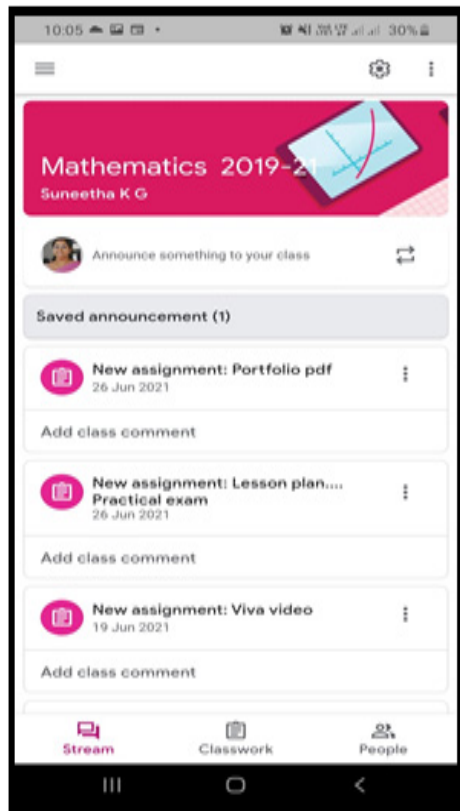 10:05
30%
Mathematics 2019-21
Suneetha K G
Announce something to your class
Saved announcement (1)
New assignment: Portfolio pdf
26 Jun 2021
Add class comment
New assignment: Lesson plan....
Practical exam
26 Jun 2021
Add class comment
New assignment: Viva video
19 Jun 2021
Add class comment
Stream Classwork People